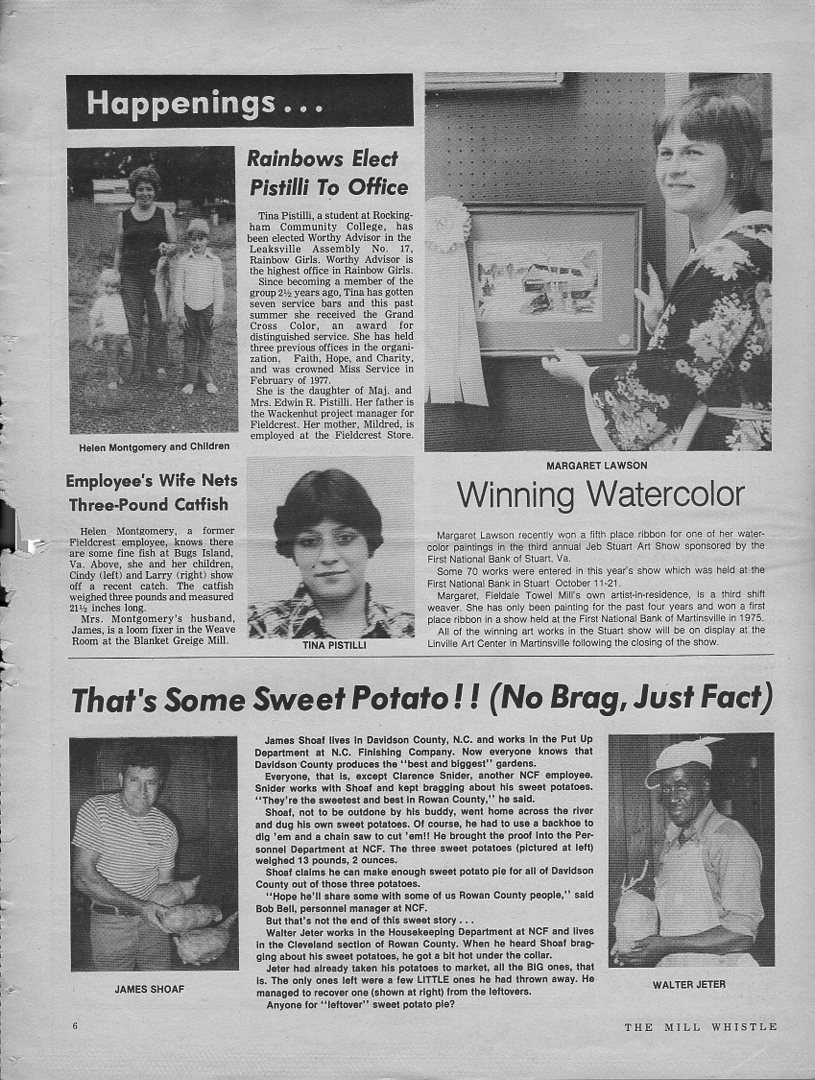 Happenings . . .
Rainbows Elect
Pistilli To Office
Tina Pistilli, a student at Rocking-
ham Community College, has
been elected Worthy Advisor in the
Leaksville Assembly No. 17,
Rainbow Girls. Worthy Advisor is
the highest office in Rainbow Girls.
Since becoming a member of the
group 2½ years ago, Tina has gotten
seven service bars and this past
summer she received the Grand
Cross Color, an award for
distinguished service. She has held
three previous offices in the organi-
zation, Faith, Hope, and Charity,
and was crowned Miss Service in
February of 1977.
She is the daughter of Maj. and
Mrs. Edwin R. Pistilli. Her father is
the Wackenhut project manager for
Fieldcrest. Her mother, Mildred, is
employed at the Fieldcrest Store.
Helen Montgomery and Children
Employee's Wife Nets
Three-Pound Catfish
Helen Montgomery, a former
Fieldcrest employee, knows there
are some fine fish at Bugs Island,
Va. Above, she and her children,
Cindy (left) and Larry (right) show
off a recent catch. The catfish
weighed three pounds and measured
21½ inches long.
Mrs. Montgomery's husband,
James, is a loom fixer in the Weave
Room at the Blanket Greige Mill.
TINA PISTILLI
MARGARET LAWSON
Winning Watercolor
Margaret Lawson recently won a fifth place ribbon for one of her water-
color paintings in the third annual Jeb Stuart Art Show sponsored by the
First National Bank of Stuart, Va.
Some 70 works were entered in this year's show which was held at the
First National Bank in Stuart October 11-21.
Margaret, Fieldale Towel Mill's own artist-in-residence, is a third shift
weaver. She has only been painting for the past four years and won a first
place ribbon in a show held at the First National Bank of Martinsville in 1975.
All of the winning art works in the Stuart show will be on display at the
Linville Art Center in Martinsville following the closing of the show.
That's Some Sweet Potato!! (No Brag, Just Fact)
James Shoaf lives in Davidson County, N.C. and works in the Put Up
Department at N.C. Finishing Company. Now everyone knows that
Davidson County produces the "best and biggest" gardens.
Everyone, that is, except Clarence Snider, another NCF employee.
Snider works with Shoaf and kept bragging about his sweet potatoes.
"They're the sweetest and best in Rowan County," he said.
Shoaf, not to be outdone by his buddy, went home across the river
and dug his own sweet potatoes. Of course, he had to use a backhoe to
dig 'em and a chain saw to cut 'em!! He brought the proof into the Per-
sonnel Department at NCF. The three sweet potatoes (pictured at left)
weighed 13 pounds, 2 ounces.
Shoaf claims he can make enough sweet potato pie for all of Davidson
County out of those three potatoes.
"Hope he'll share some with some of us Rowan County people," said
Bob Bell, personnel manager at NCF.
But that's not the end of this sweet story . . .
Walter Jeter works in the Housekeeping Department at NCF and lives
in the Cleveland section of Rowan County. When he heard Shoaf brag-
ging about his sweet potatoes, he got a bit hot under the collar.
Jeter had already taken his potatoes to market, all the BIG ones, that
is. The only ones left were a few LITTLE ones he had thrown away. He
managed to recover one (shown at right) from the leftovers.
Anyone for "leftover" sweet potato pie?
JAMES SHOAF
WALTER JETER
6
THE MILL WHISTLE